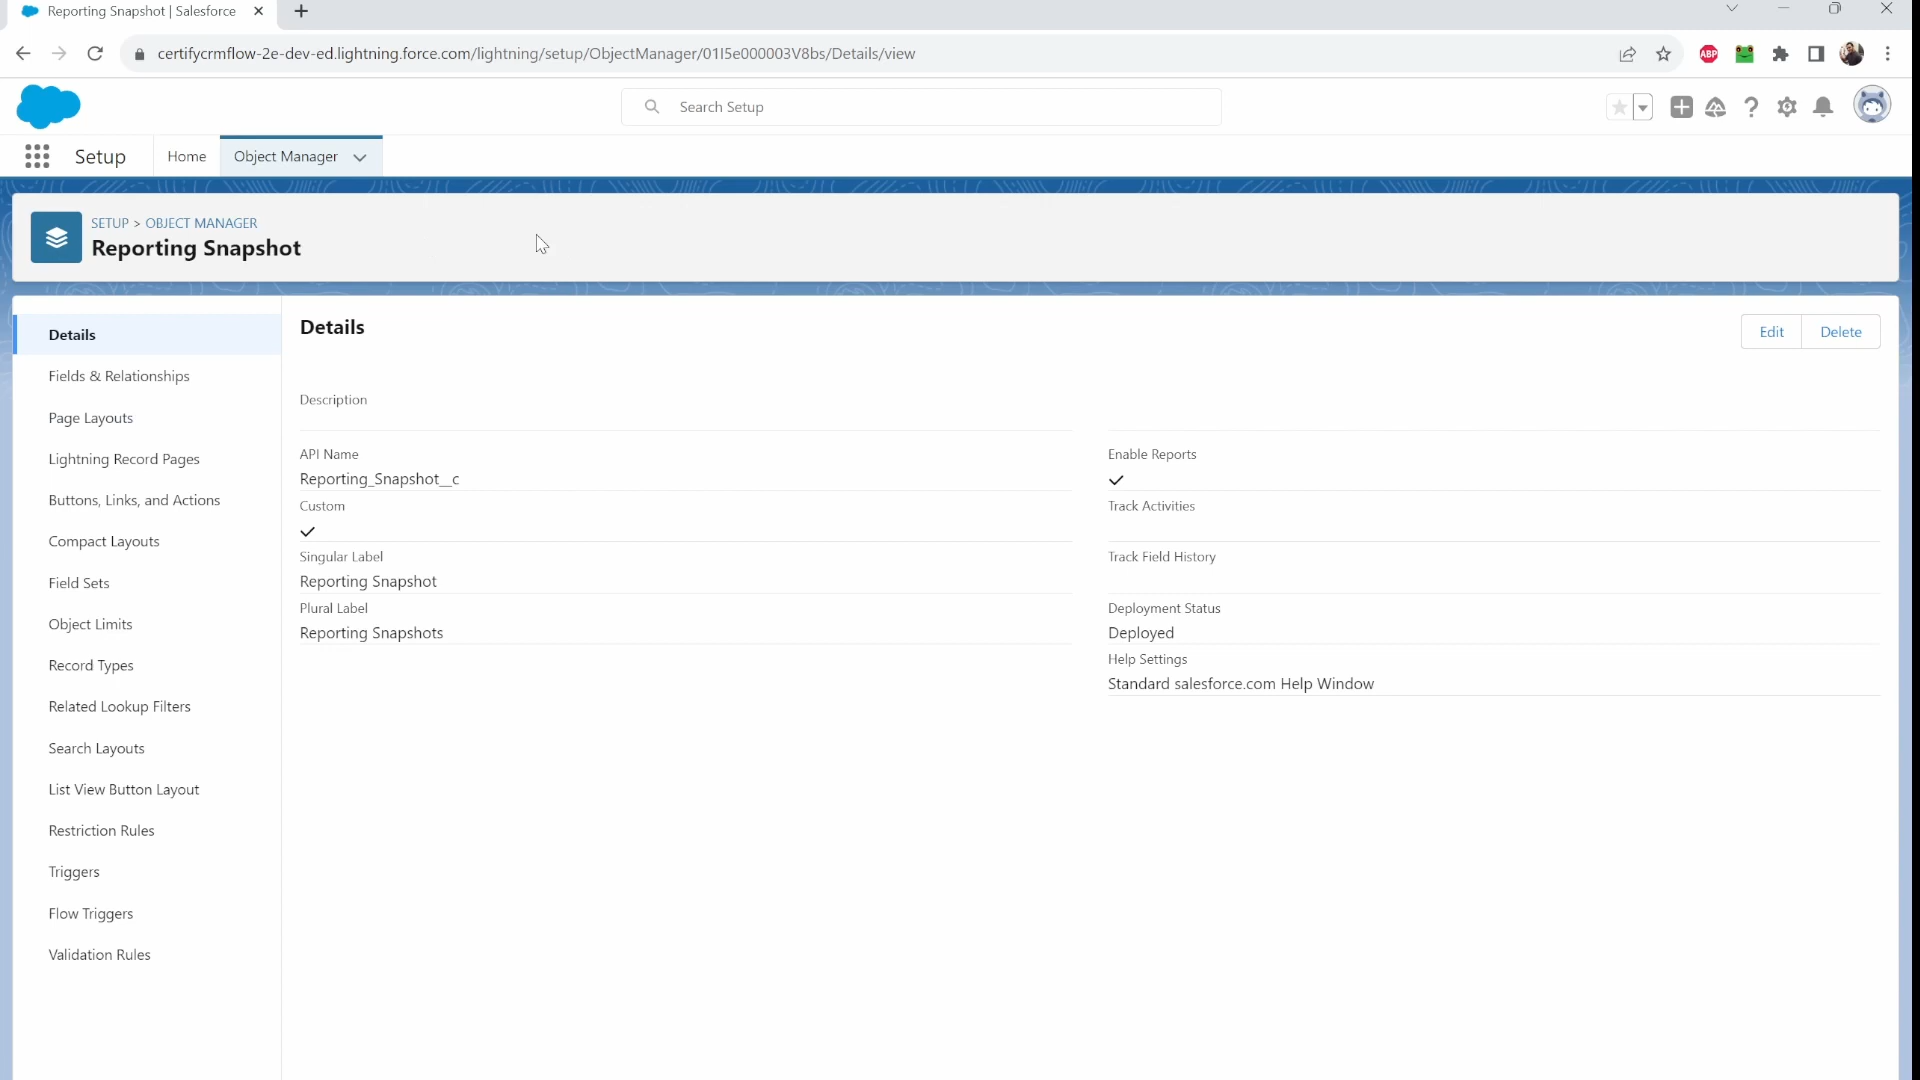 Reporting Snapshot | Salesforce
certifycrmflow-2e-dev-ed.lightning.force.com/lightning/setup/ObjectManager/01I5e000003V8bs/Details/view
ABP
Search Setup
Setup
Home
Object Manager
SETUP > OBJECT MANAGER
Reporting Snapshot
Details
Fields & Relationships
Page Layouts
Lightning Record Pages
Buttons, Links, and Actions
Compact Layouts
Field Sets
Object Limits
Record Types
Related Lookup Filters
Search Layouts
List View Button Layout
Restriction Rules
Triggers
Flow Triggers
Validation Rules
Details
Edit
Delete
Description
API Name
Reporting_Snapshot__c
Custom
Singular Label
Reporting Snapshot
Plural Label
Reporting Snapshots
Enable Reports
Track Activities
Track Field History
Deployment Status
Deployed
Help Settings
Standard salesforce.com Help Window